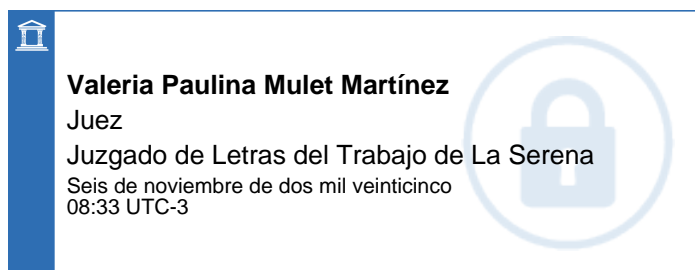 Valeria Paulina Mulet Martínez
Juez
Juzgado de Letras del Trabajo de La Serena
Seis de noviembre de dos mil veinticinco
08:33 UTC-3